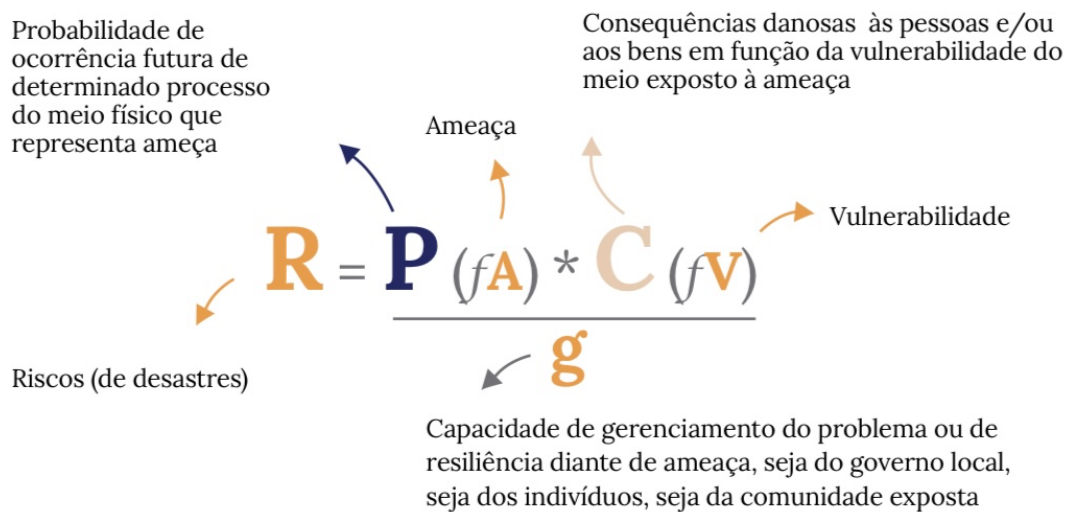 Probabilidade de
ocorrência futura de
determinado processo
do meio físico que
representa ameça
Consequências danosas às pessoas e/ou
aos bens em função da vulnerabilidade do
meio exposto à ameaça
Ameaça
Vulnerabilidade
R = P (fA) * C (fV)
g
Riscos (de desastres)
Capacidade de gerenciamento do problema ou de
resiliência diante de ameaça, seja do governo local,
seja dos indivíduos, seja da comunidade exposta